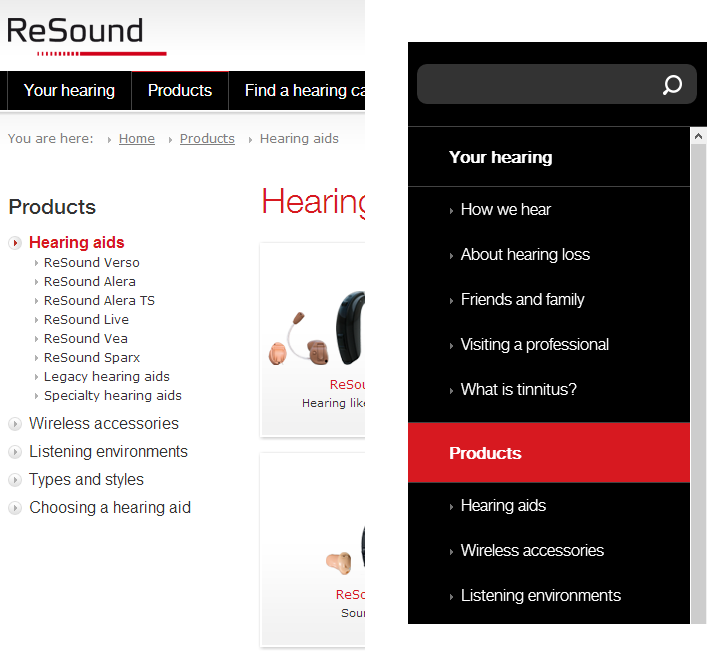 ReSound
Your hearing
Products
Find a hearing ca
You are here:
Home
Products
Hearing aids
Products
Hearing aids
ReSound Verso
ReSound Alera
ReSound Alera TS
ReSound Live
ReSound Vea
ReSound Sparx
Legacy hearing aids
Specialty hearing aids
Wireless accessories
Listening environments
Types and styles
Choosing a hearing aid
Hearing
ReSou
Hearing like
ReSo
Soun
Your hearing
How we hear
About hearing loss
Friends and family
Visiting a professional
What is tinnitus?
Products
Hearing aids
Wireless accessories
Listening environments